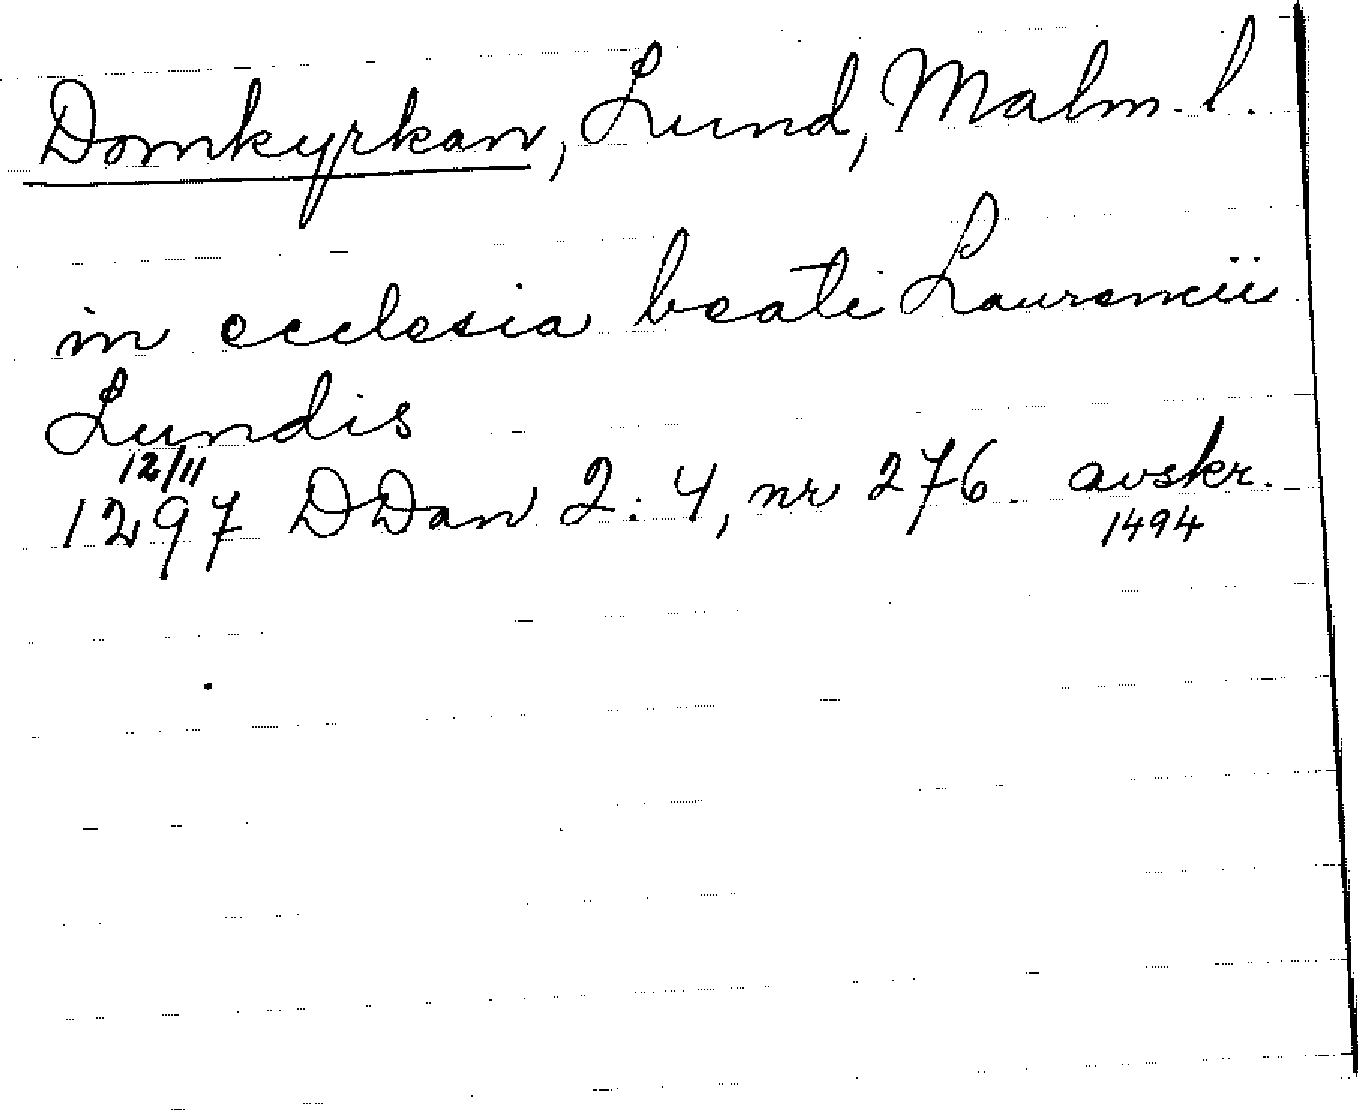 Domkyrkan, Lund, Malm. l.
in ecclesia beati Laurencii
Lundis
12/11
1297 DDan 2:4, nr 276. avskr.
1494